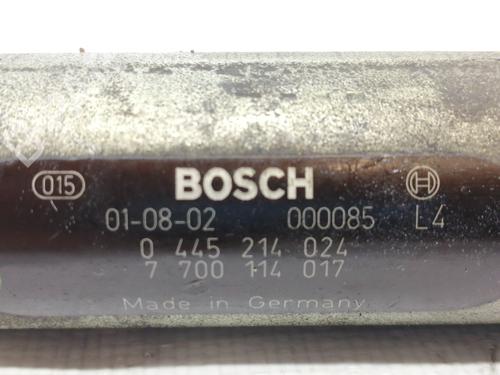 015 BOSCH
01-08-02 000085 L4
0 445 214 024
7 700 114 017
Made in Germany